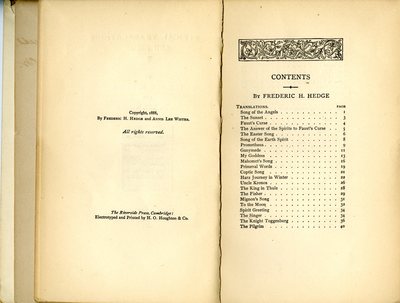 Copyright, 1888,
By Frederic H. Hedge and Annis Lee Wister.
All rights reserved.
The Riverside Press, Cambridge:
Electrotyped and Printed by H. O. Houghton & Co.
CONTENTS
By FREDERIC H. HEDGE
Translations. PAGE
Song of the Angels . . . 1
The Sunset . . . 3
Faust's Curse . . . 4
The Answer of the Spirits to Faust's Curse . . . 5
The Easter Song . . . 6
Song of the Earth Spirit . . . 8
Prometheus . . . 9
Ganymede . . . 11
My Goddess . . . 13
Mahomet's Song . . . 16
Primeval Words . . . 19
Coptic Song . . . 21
Harz Journey in Winter . . . 22
Uncle Kronos . . . 26
The King in Thule . . . 28
The Fisher . . . 29
Mignon's Song . . . 31
To the Moon . . . 32
Spirit Greeting . . . 34
The Singer . . . 34
The Knight Toggenburg . . . 36
The Pilgrim . . . 40